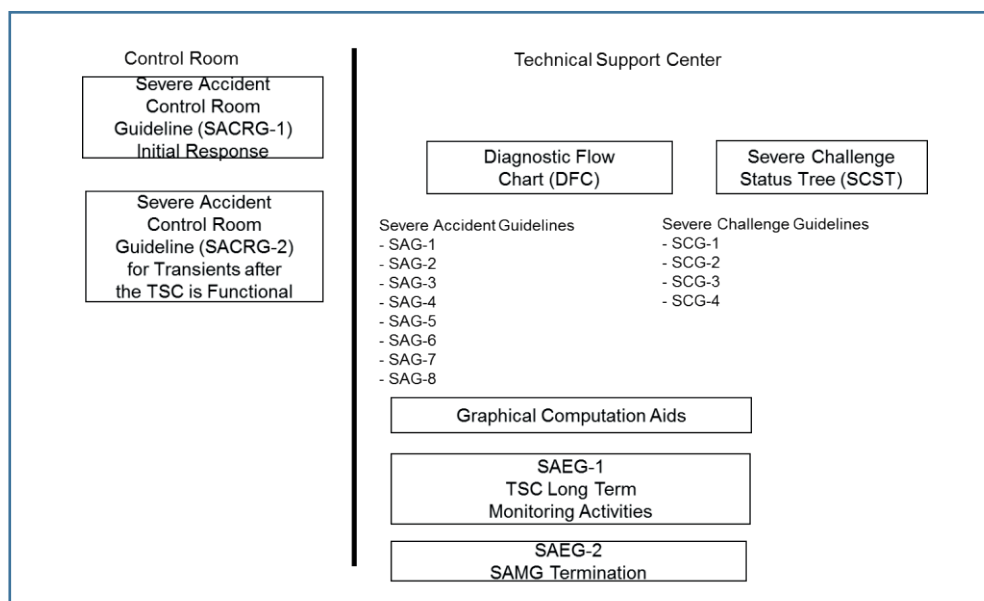 Control Room
Severe Accident
Control Room
Guideline (SACRG-1)
Initial Response
Severe Accident
Control Room
Guideline (SACRG-2)
for Transients after
the TSC is Functional
Technical Support Center
Diagnostic Flow
Chart (DFC)
Severe Challenge
Status Tree (SCST)
Severe Accident Guidelines
- SAG-1
- SAG-2
- SAG-3
- SAG-4
- SAG-5
- SAG-6
- SAG-7
- SAG-8
Severe Challenge Guidelines
- SCG-1
- SCG-2
- SCG-3
- SCG-4
Graphical Computation Aids
SAEG-1
TSC Long Term
Monitoring Activities
SAEG-2
SAMG Termination